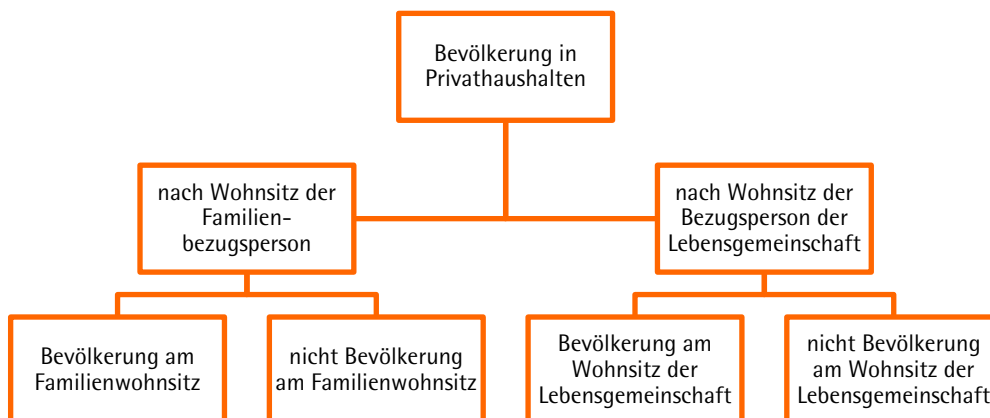 Bevölkerung in
Privathaushalten
nach Wohnsitz der
Familien-
bezugsperson
nach Wohnsitz der
Bezugsperson der
Lebensgemeinschaft
Bevölkerung am
Familienwohnsitz
nicht Bevölkerung
am Familienwohnsitz
Bevölkerung am
Wohnsitz der
Lebensgemeinschaft
nicht Bevölkerung
am Wohnsitz der
Lebensgemeinschaft